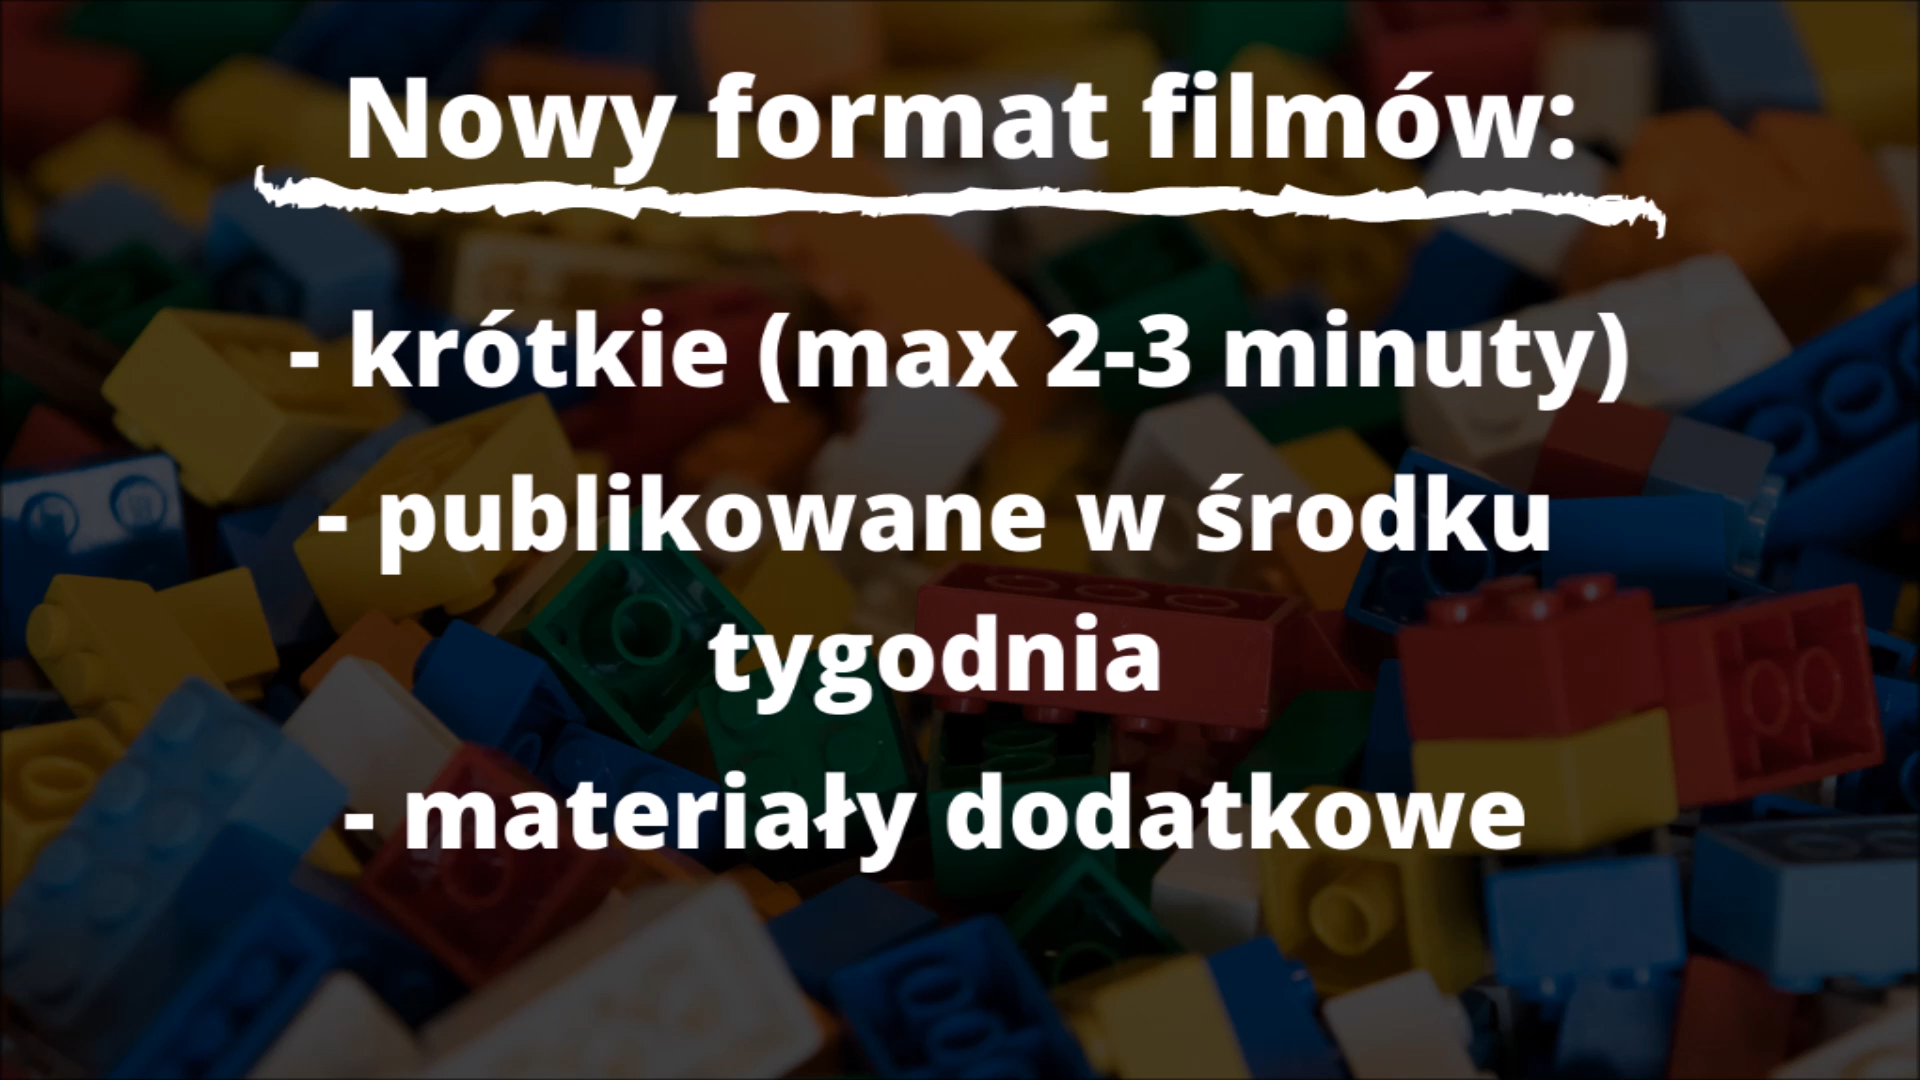 Nowy format filmów:
- krótkie (max 2-3 minuty)
- publikowane w środku
tygodnia
- materiały dodatkowe